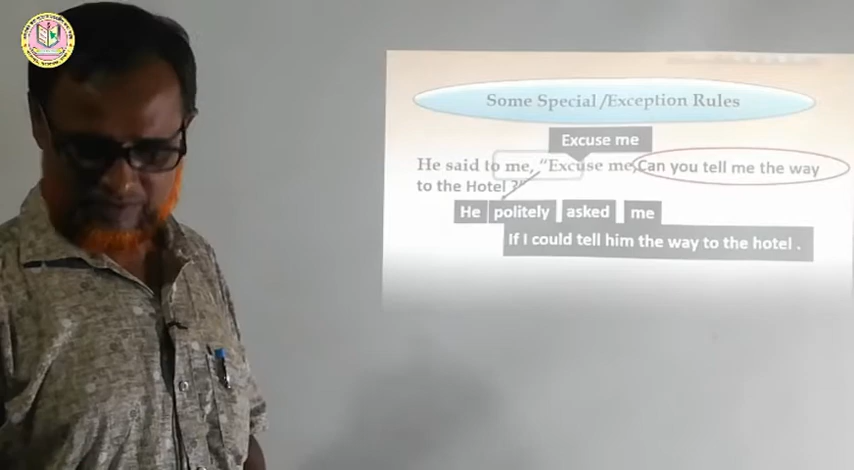 Some Special /Exception Rules
Excuse me
He said to me, “Excuse me, Can you tell me the way
to the Hotel ?”
He politely asked me
If I could tell him the way to the hotel .